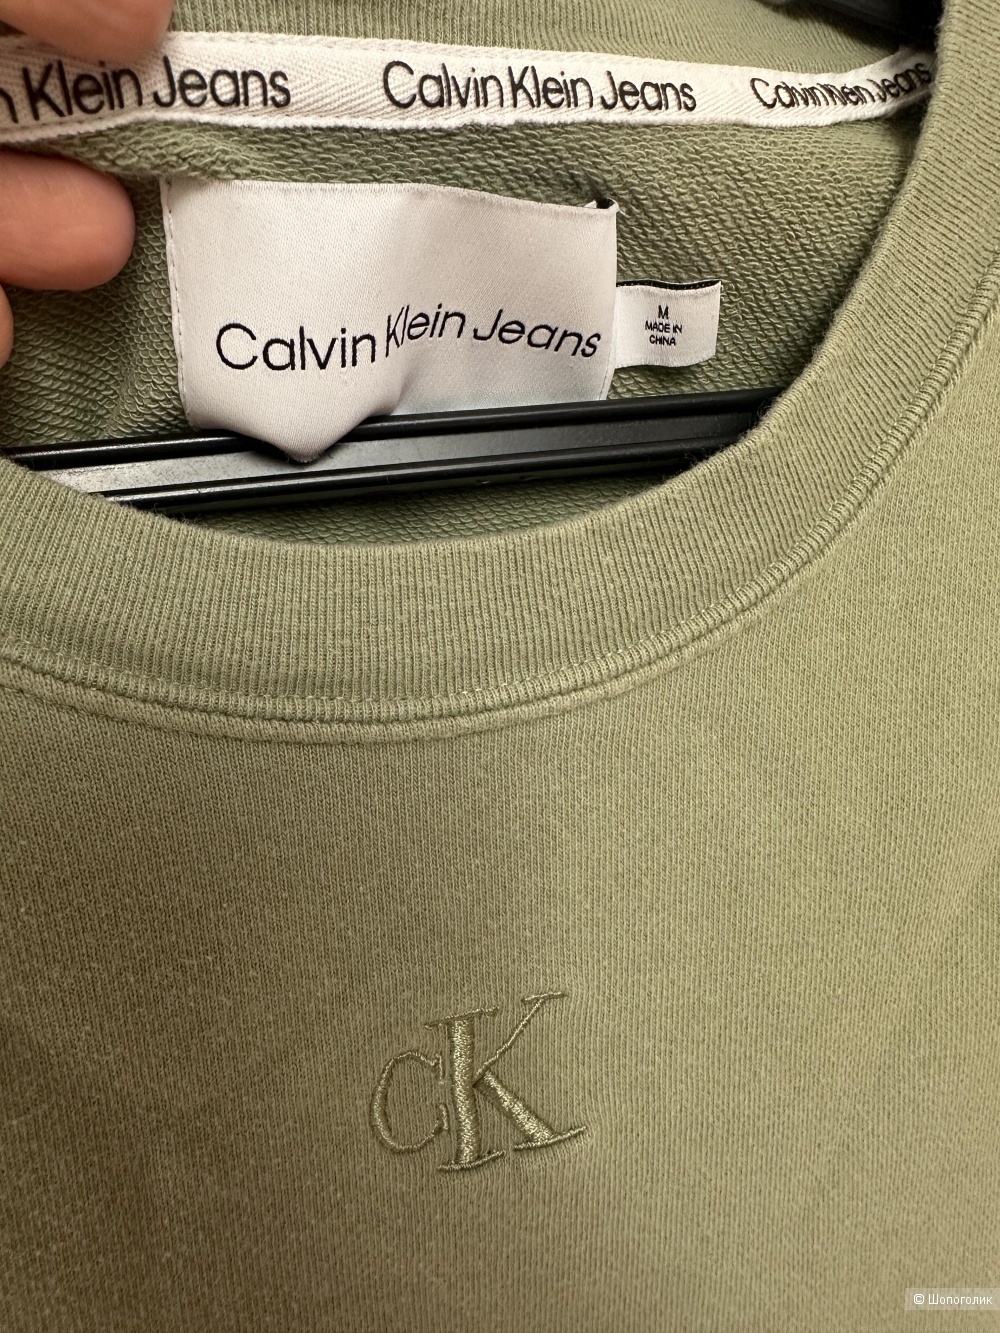 n Klein Jeans Calvin Klein Jeans Calvin Klein Jeans
Calvin Klein Jeans
M
MADE IN
CHINA
CK
© Шопоголик